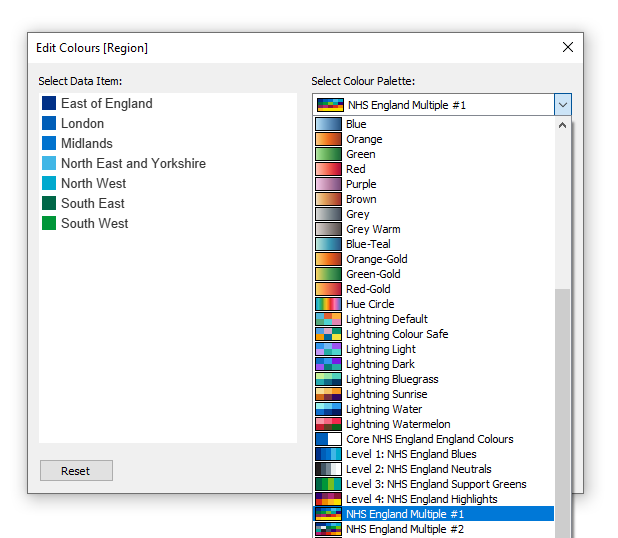 Edit Colours [Region]
Select Data Item:
East of England
London
Midlands
North East and Yorkshire
North West
South East
South West
Reset
Select Colour Palette:
NHS England Multiple #1
Blue
Orange
Green
Red
Purple
Brown
Grey
Grey Warm
Blue-Teal
Orange-Gold
Green-Gold
Red-Gold
Hue Circle
Lightning Default
Lightning Colour Safe
Lightning Light
Lightning Dark
Lightning Bluegrass
Lightning Sunrise
Lightning Water
Lightning Watermelon
Core NHS England England Colours
Level 1: NHS England Blues
Level 2: NHS England Neutrals
Level 3: NHS England Support Greens
Level 4: NHS England Highlights
NHS England Multiple #1
NHS England Multiple #2